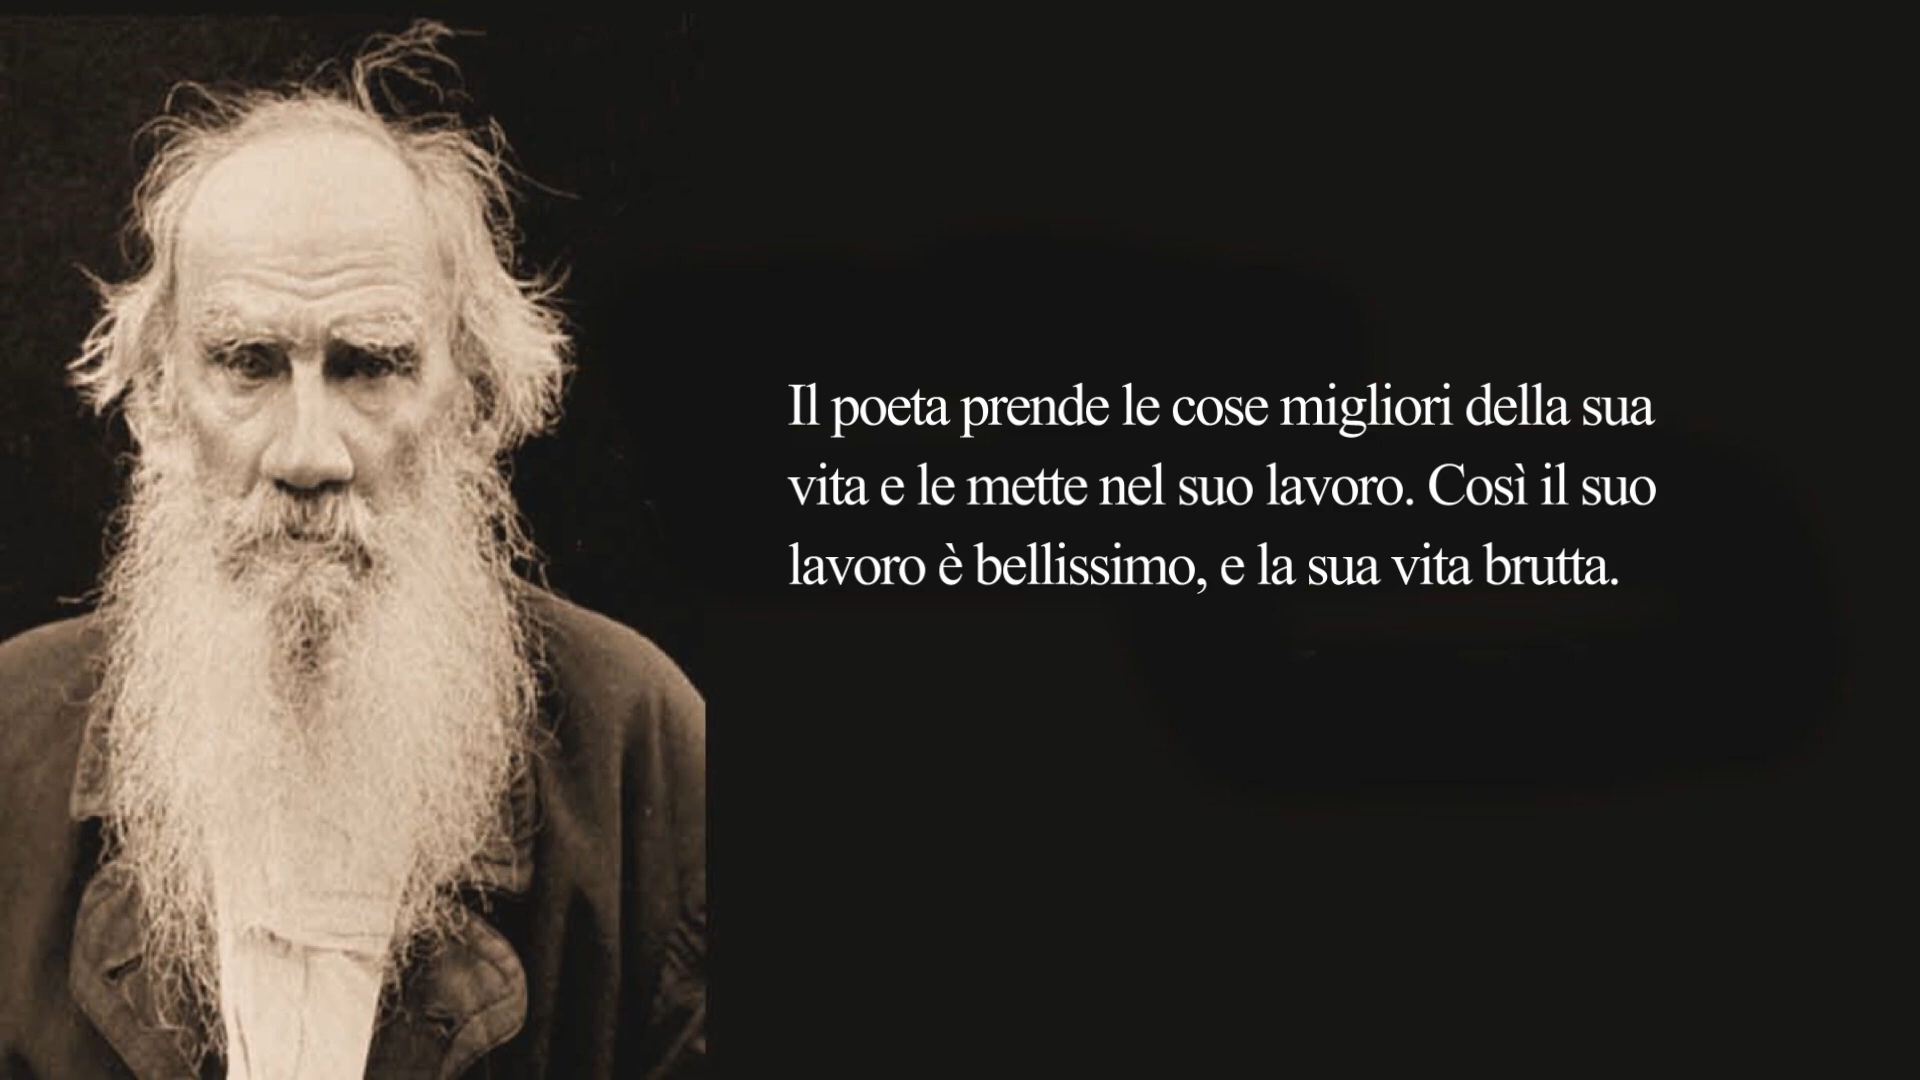 Il poeta prende le cose migliori della sua
vita e le mette nel suo lavoro. Così il suo
lavoro è bellissimo, e la sua vita brutta.